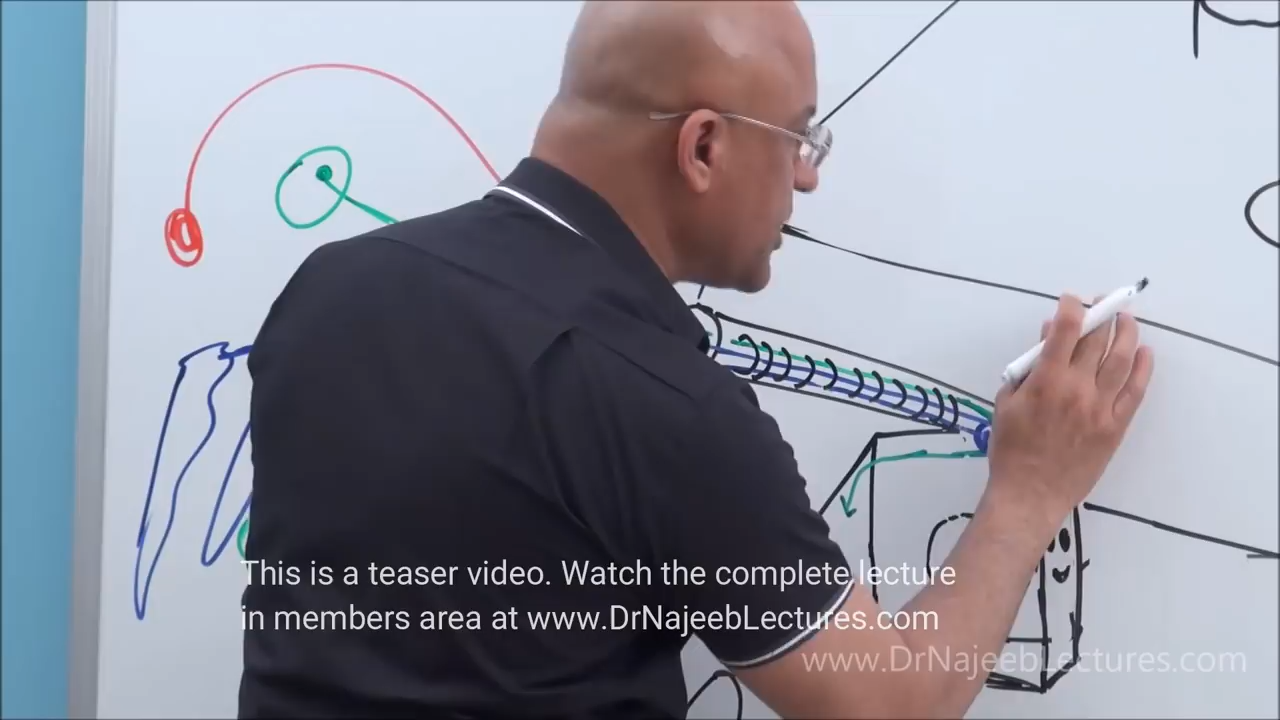 This is a teaser video. Watch the complete lecture
in members area at www.DrNajeebLectures.com
www.DrNajeebLectures.com